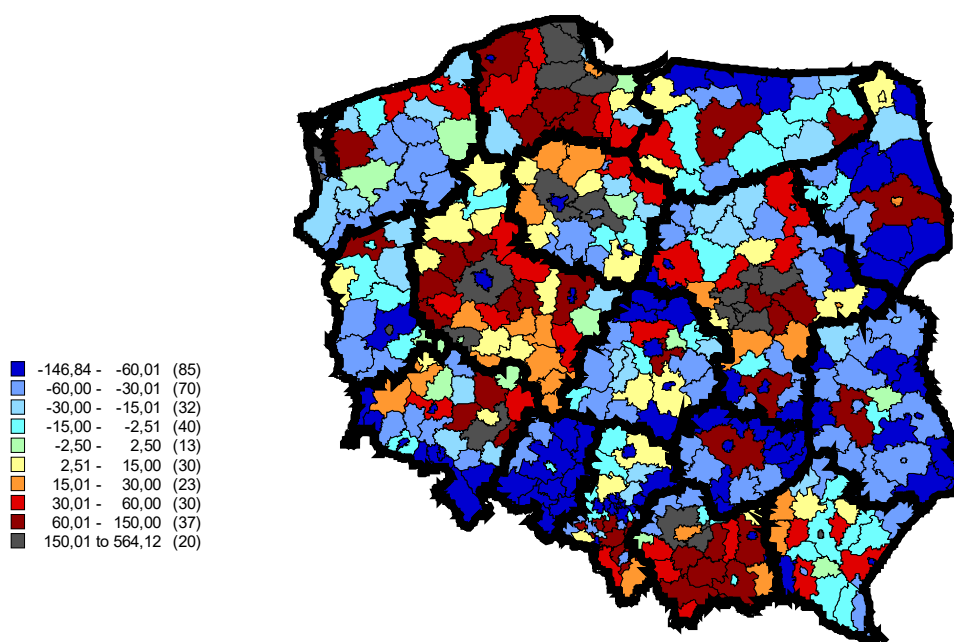 -146,84 - -60,01 (85)
-60,00 - -30,01 (70)
-30,00 - -15,01 (32)
-15,00 - -2,51 (40)
-2,50 - 2,50 (13)
2,51 - 15,00 (30)
15,01 - 30,00 (23)
30,01 - 60,00 (30)
60,01 - 150,00 (37)
150,01 to 564,12 (20)